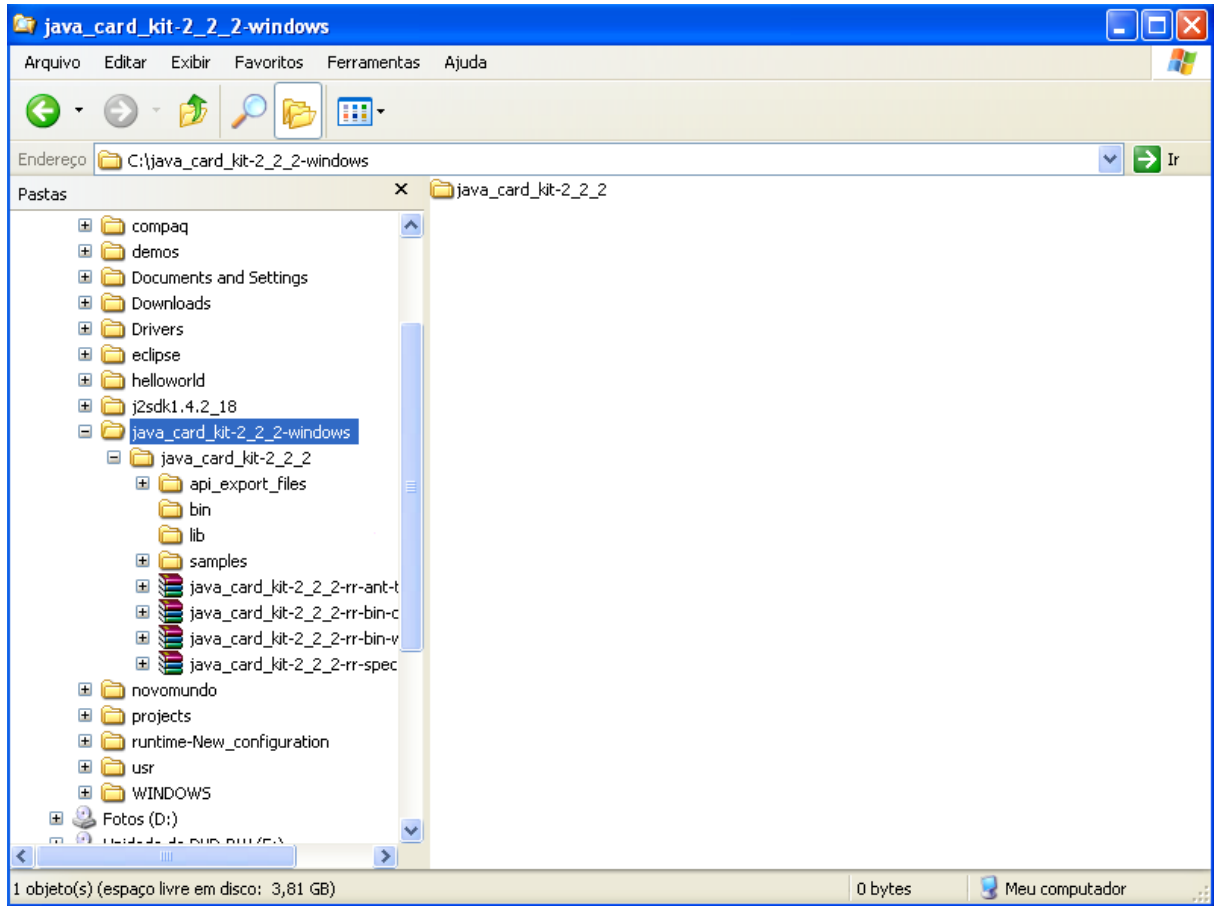 java_card_kit-2_2_2-windows
Arquivo Editar Exibir Favoritos Ferramentas Ajuda
Endereço C:\java_card_kit-2_2_2-windows Ir
Pastas
java_card_kit-2_2_2
compaq
demos
Documents and Settings
Downloads
Drivers
eclipse
helloworld
j2sdk1.4.2_18
java_card_kit-2_2_2-windows
java_card_kit-2_2_2
api_export_files
bin
lib
samples
java_card_kit-2_2_2-rr-ant-t
java_card_kit-2_2_2-rr-bin-c
java_card_kit-2_2_2-rr-bin-w
java_card_kit-2_2_2-rr-spec
novomundo
projects
runtime-New_configuration
usr
WINDOWS
Fotos (D:)
1 objeto(s) (espaço livre em disco: 3,81 GB) 0 bytes Meu computador